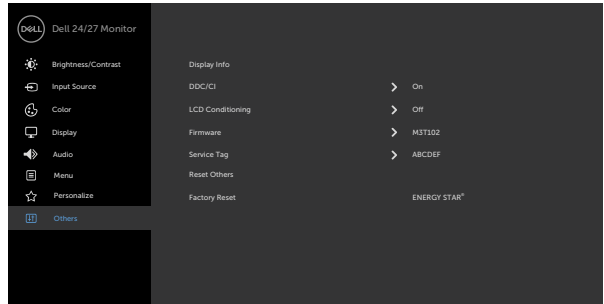 DELL
Dell 24/27 Monitor
Brightness/Contrast
Display Info
Input Source
DDC/CI On
Color
LCD Conditioning Off
Display
Firmware M3T102
Audio
Service Tag ABCDEF
Menu
Reset Others
Personalize
Factory Reset ENERGY STAR®
Others